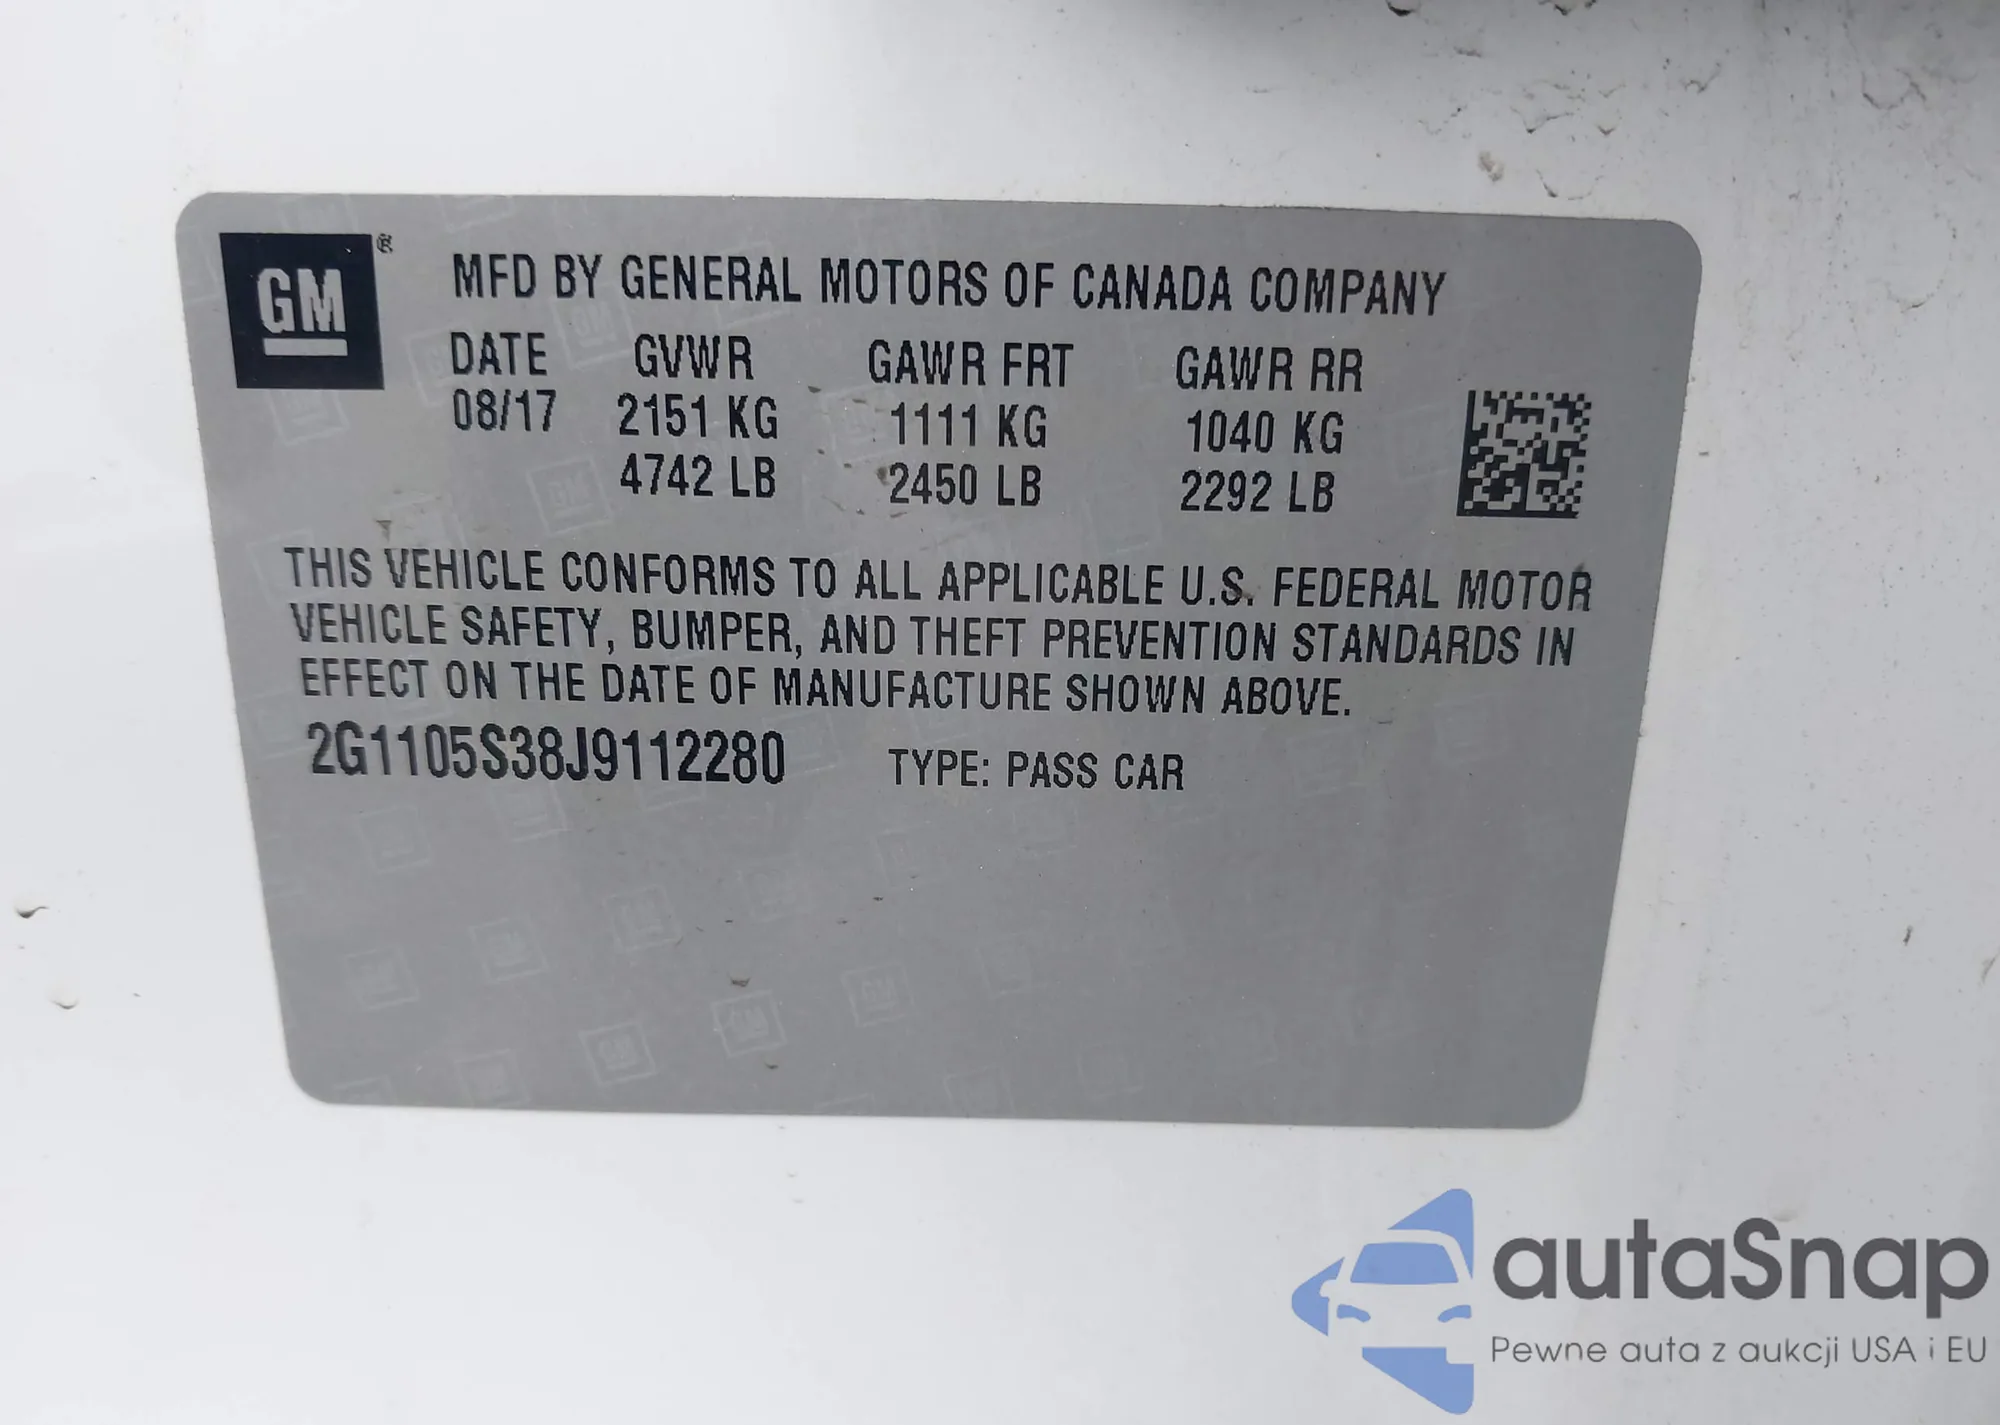 GM ®
MFD BY GENERAL MOTORS OF CANADA COMPANY
DATE GVWR GAWR FRT GAWR RR
08/17 2151 KG 1111 KG 1040 KG
4742 LB 2450 LB 2292 LB
THIS VEHICLE CONFORMS TO ALL APPLICABLE U.S. FEDERAL MOTOR
VEHICLE SAFETY, BUMPER, AND THEFT PREVENTION STANDARDS IN
EFFECT ON THE DATE OF MANUFACTURE SHOWN ABOVE.
2G1105S38J9112280 TYPE: PASS CAR
autaSnap
Pewne auta z aukcji USA i EU